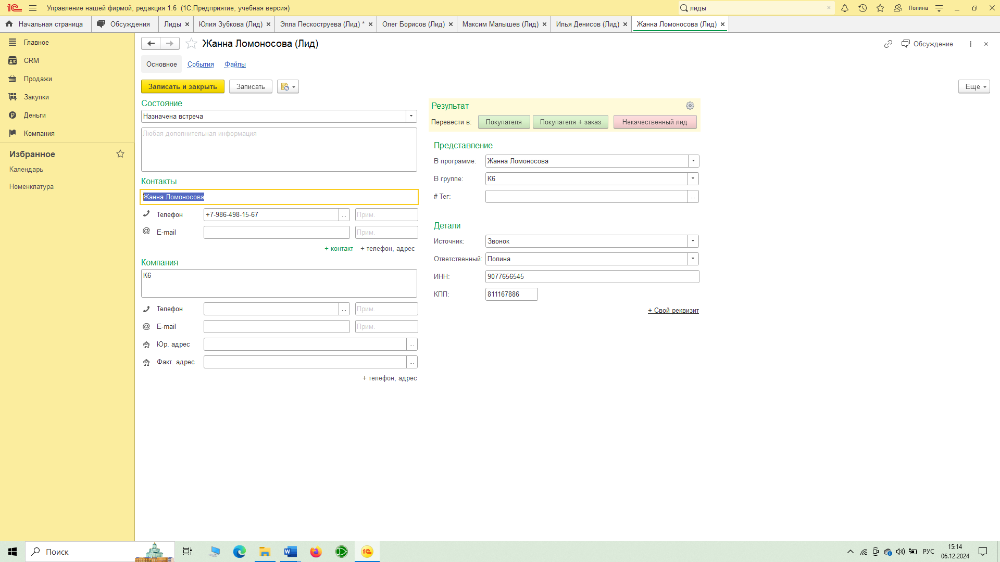 Управление нашей фирмой, редакция 1.6 (1С:Предприятие, учебная версия)
лиды
Полина
Начальная страница
Обсуждения
Лиды
Юлия Зубкова (Лид)
Элла Пескоструева (Лид) *
Олег Борисов (Лид)
Максим Малышев (Лид)
Илья Денисов (Лид)
Жанна Ломоносова (Лид)
Главное
CRM
Продажи
Закупки
Деньги
Компания
Избранное
Календарь
Номенклатура
Жанна Ломоносова (Лид)
Обсуждение
Основное
События
Файлы
Записать и закрыть
Записать
Еще
Состояние
Назначена встреча
Любая дополнительная информация
Контакты
Жанна Ломоносова
Телефон
+7-986-498-15-67
...
Прим.
E-mail
Прим.
+ контакт
+ телефон, адрес
Компания
К6
Телефон
...
Прим.
E-mail
Прим.
Юр. адрес
...
Факт. адрес
...
+ телефон, адрес
Результат
Перевести в:
Покупателя
Покупателя + заказ
Некачественный лид
Представление
В программе:
Жанна Ломоносова
В группе:
К6
# Тег:
...
Детали
Источник:
Звонок
Ответственный:
Полина
ИНН:
9077656545
КПП:
811167886
+ Свой реквизит
Поиск
РУС
15:14
06.12.2024